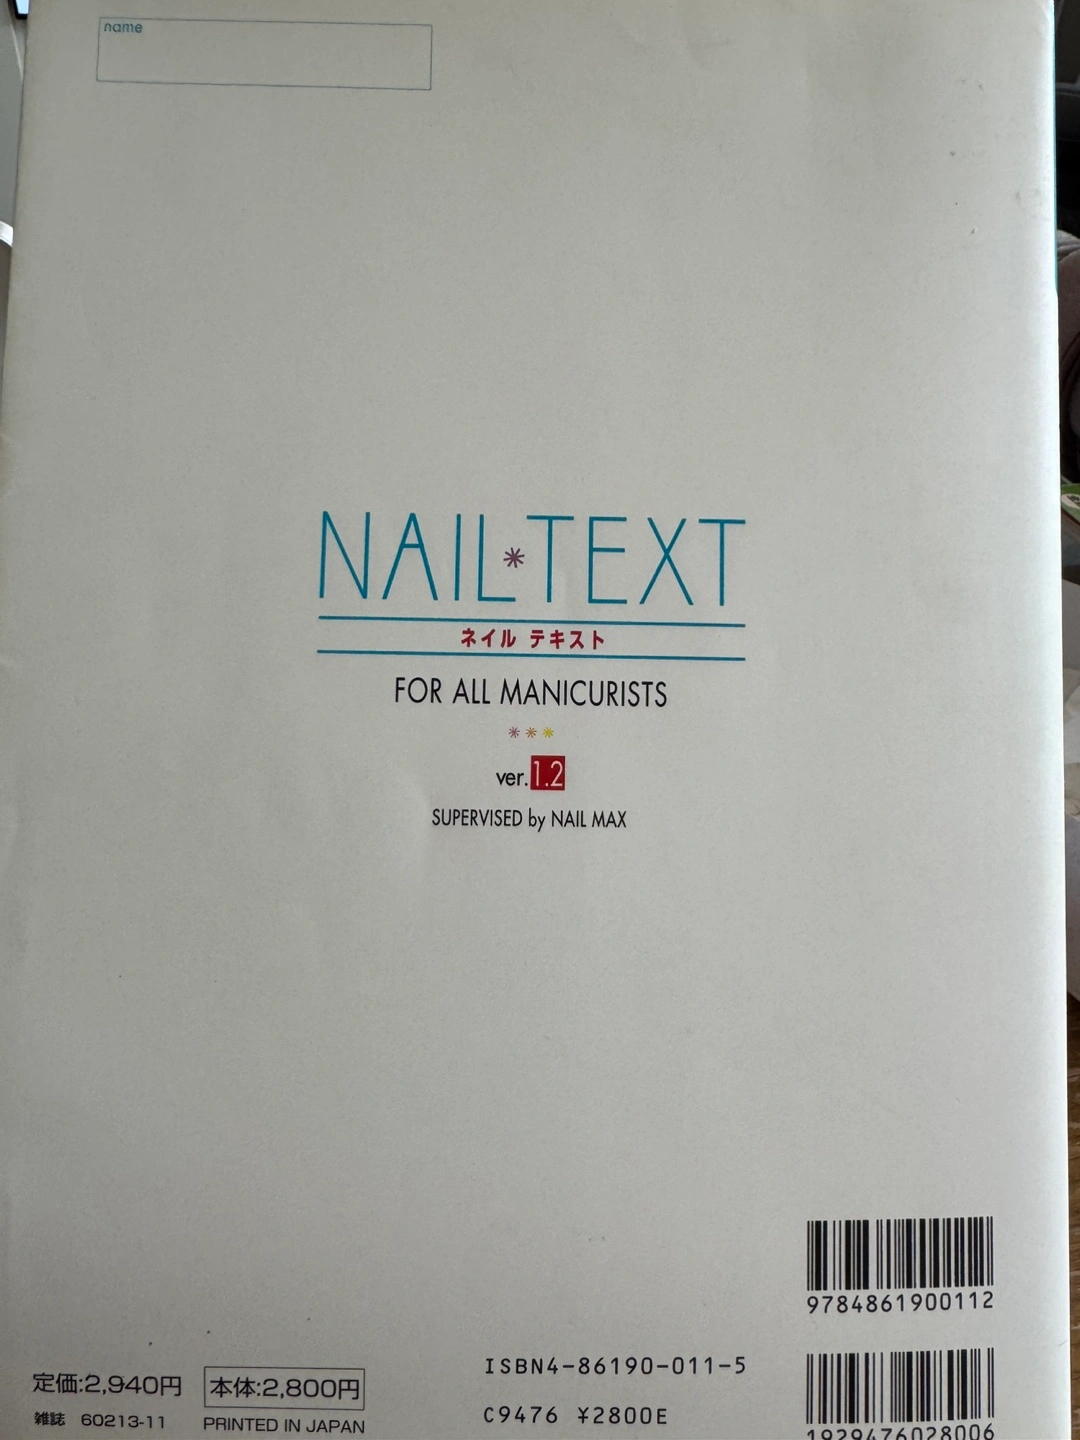 name
NAIL*TEXT
ネイル テキスト
FOR ALL MANICURISTS
***
ver.1.2
SUPERVISED by NAIL MAX
9784861900112
ISBN4-86190-011-5
C9476 ¥2800E
1929476028006
定価:2,940円
本体:2,800円
雑誌 60213-11
PRINTED IN JAPAN